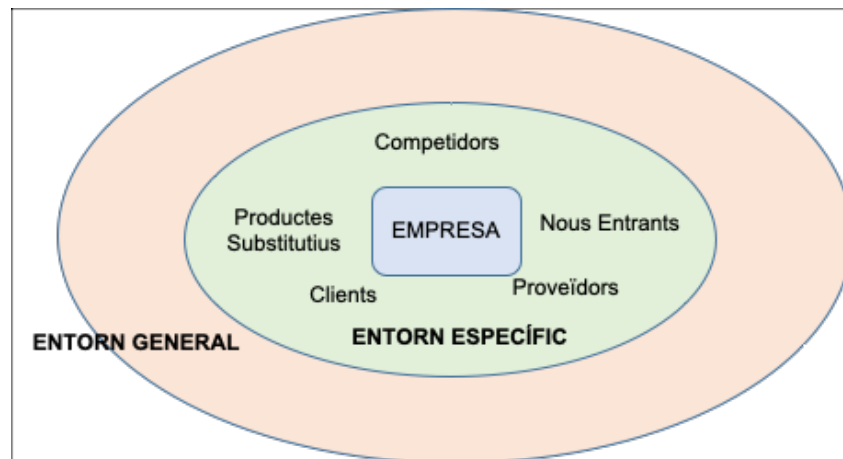 Competidors
Productes
Substitutius
EMPRESA
Nous Entrants
Clients
Proveïdors
ENTORN GENERAL
ENTORN ESPECÍFIC